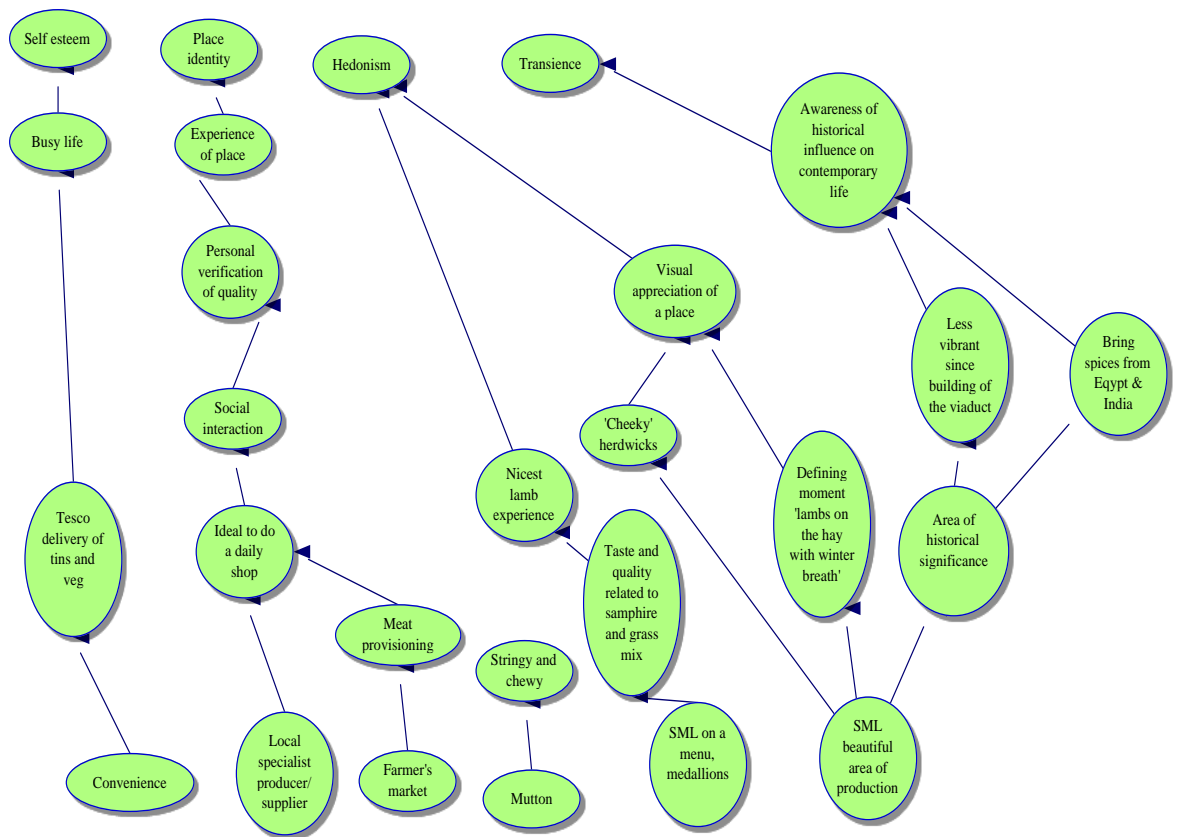 Self esteem
Place
identity
Hedonism
Transience
Awareness of
historical
influence on
contemporary
life
Busy life
Experience
of place
Personal
verification
of quality
Visual
appreciation of
a place
Less
vibrant
since
building of
the viaduct
Bring
spices from
Eqypt &
India
Social
interaction
'Cheeky'
herdwicks
Nicest
lamb
experience
Defining
moment
'lambs on
the hay
with winter
breath'
Tesco
delivery of
tins and
veg
Ideal to do
a daily
shop
Area of
historical
significance
Taste and
quality
related to
samphire
and grass
mix
Meat
provisioning
Stringy and
chewy
Convenience
Local
specialist
producer/
supplier
Farmer's
market
Mutton
SML on a
menu,
medallions
SML
beautiful
area of
production